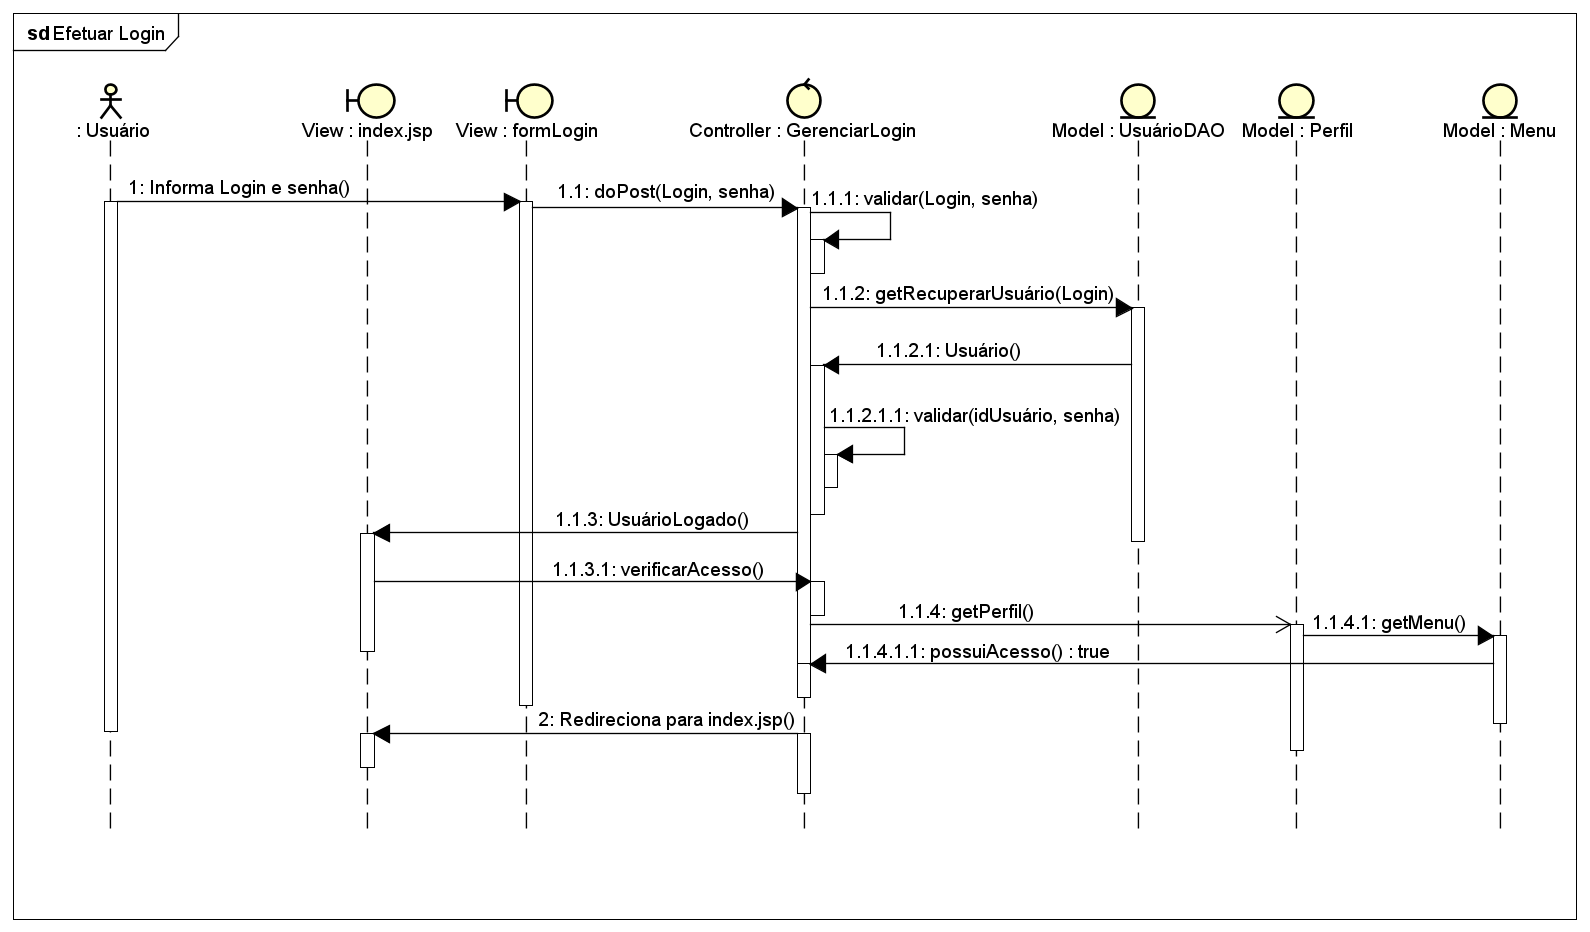 sd Efetuar Login
: Usuário
View : index.jsp
View : formLogin
Controller : GerenciarLogin
Model : UsuárioDAO
Model : Perfil
Model : Menu
1: Informa Login e senha()
1.1: doPost(Login, senha)
1.1.1: validar(Login, senha)
1.1.2: getRecuperarUsuário(Login)
1.1.2.1: Usuário()
1.1.2.1.1: validar(idUsuário, senha)
1.1.3: UsuárioLogado()
1.1.3.1: verificarAcesso()
1.1.4: getPerfil()
1.1.4.1: getMenu()
1.1.4.1.1: possuiAcesso() : true
2: Redireciona para index.jsp()